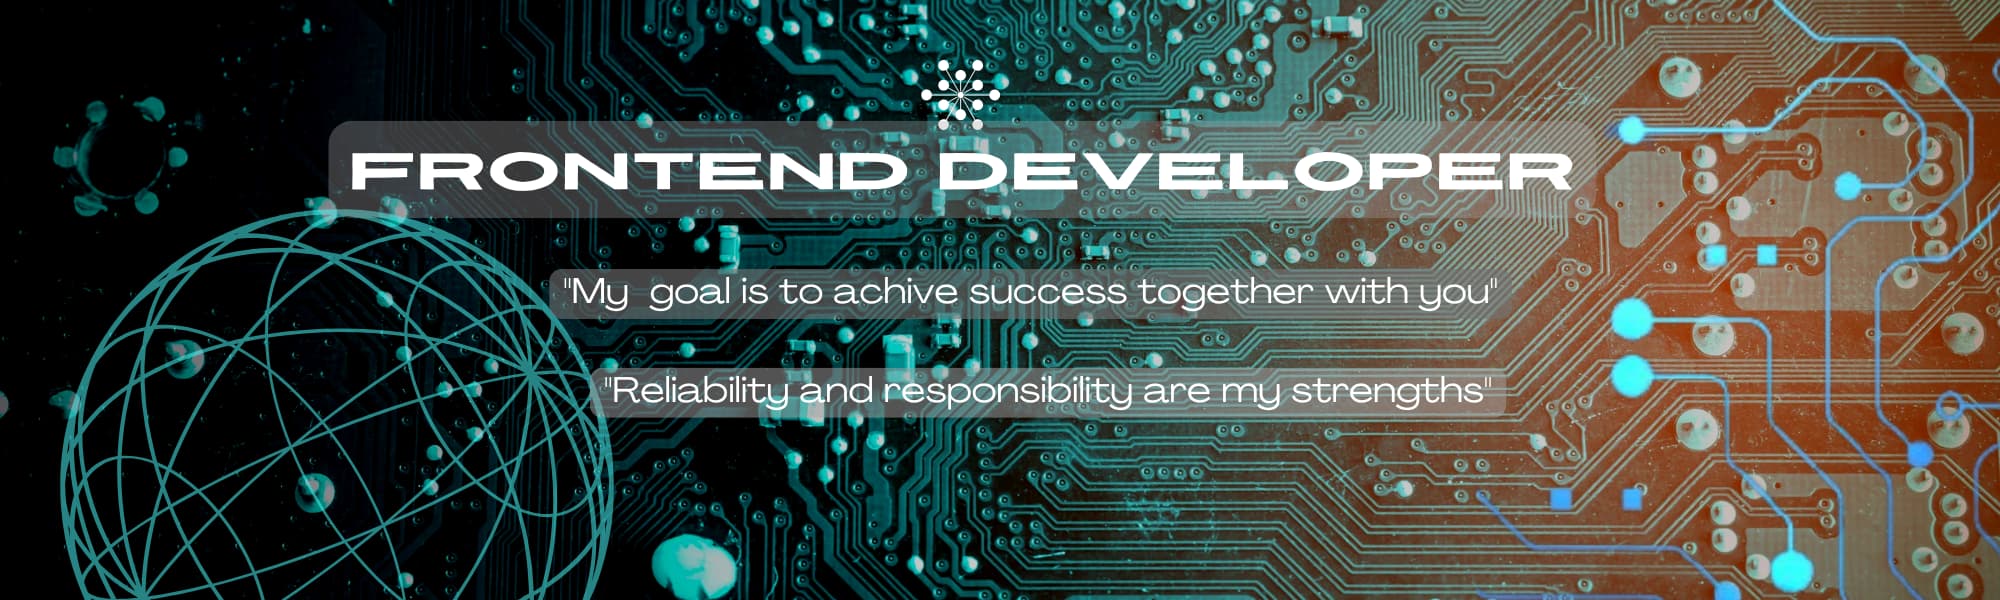 FRONTEND DEVELOPER
"My goal is to achive success together with you"
"Reliability and responsibility are my strengths"